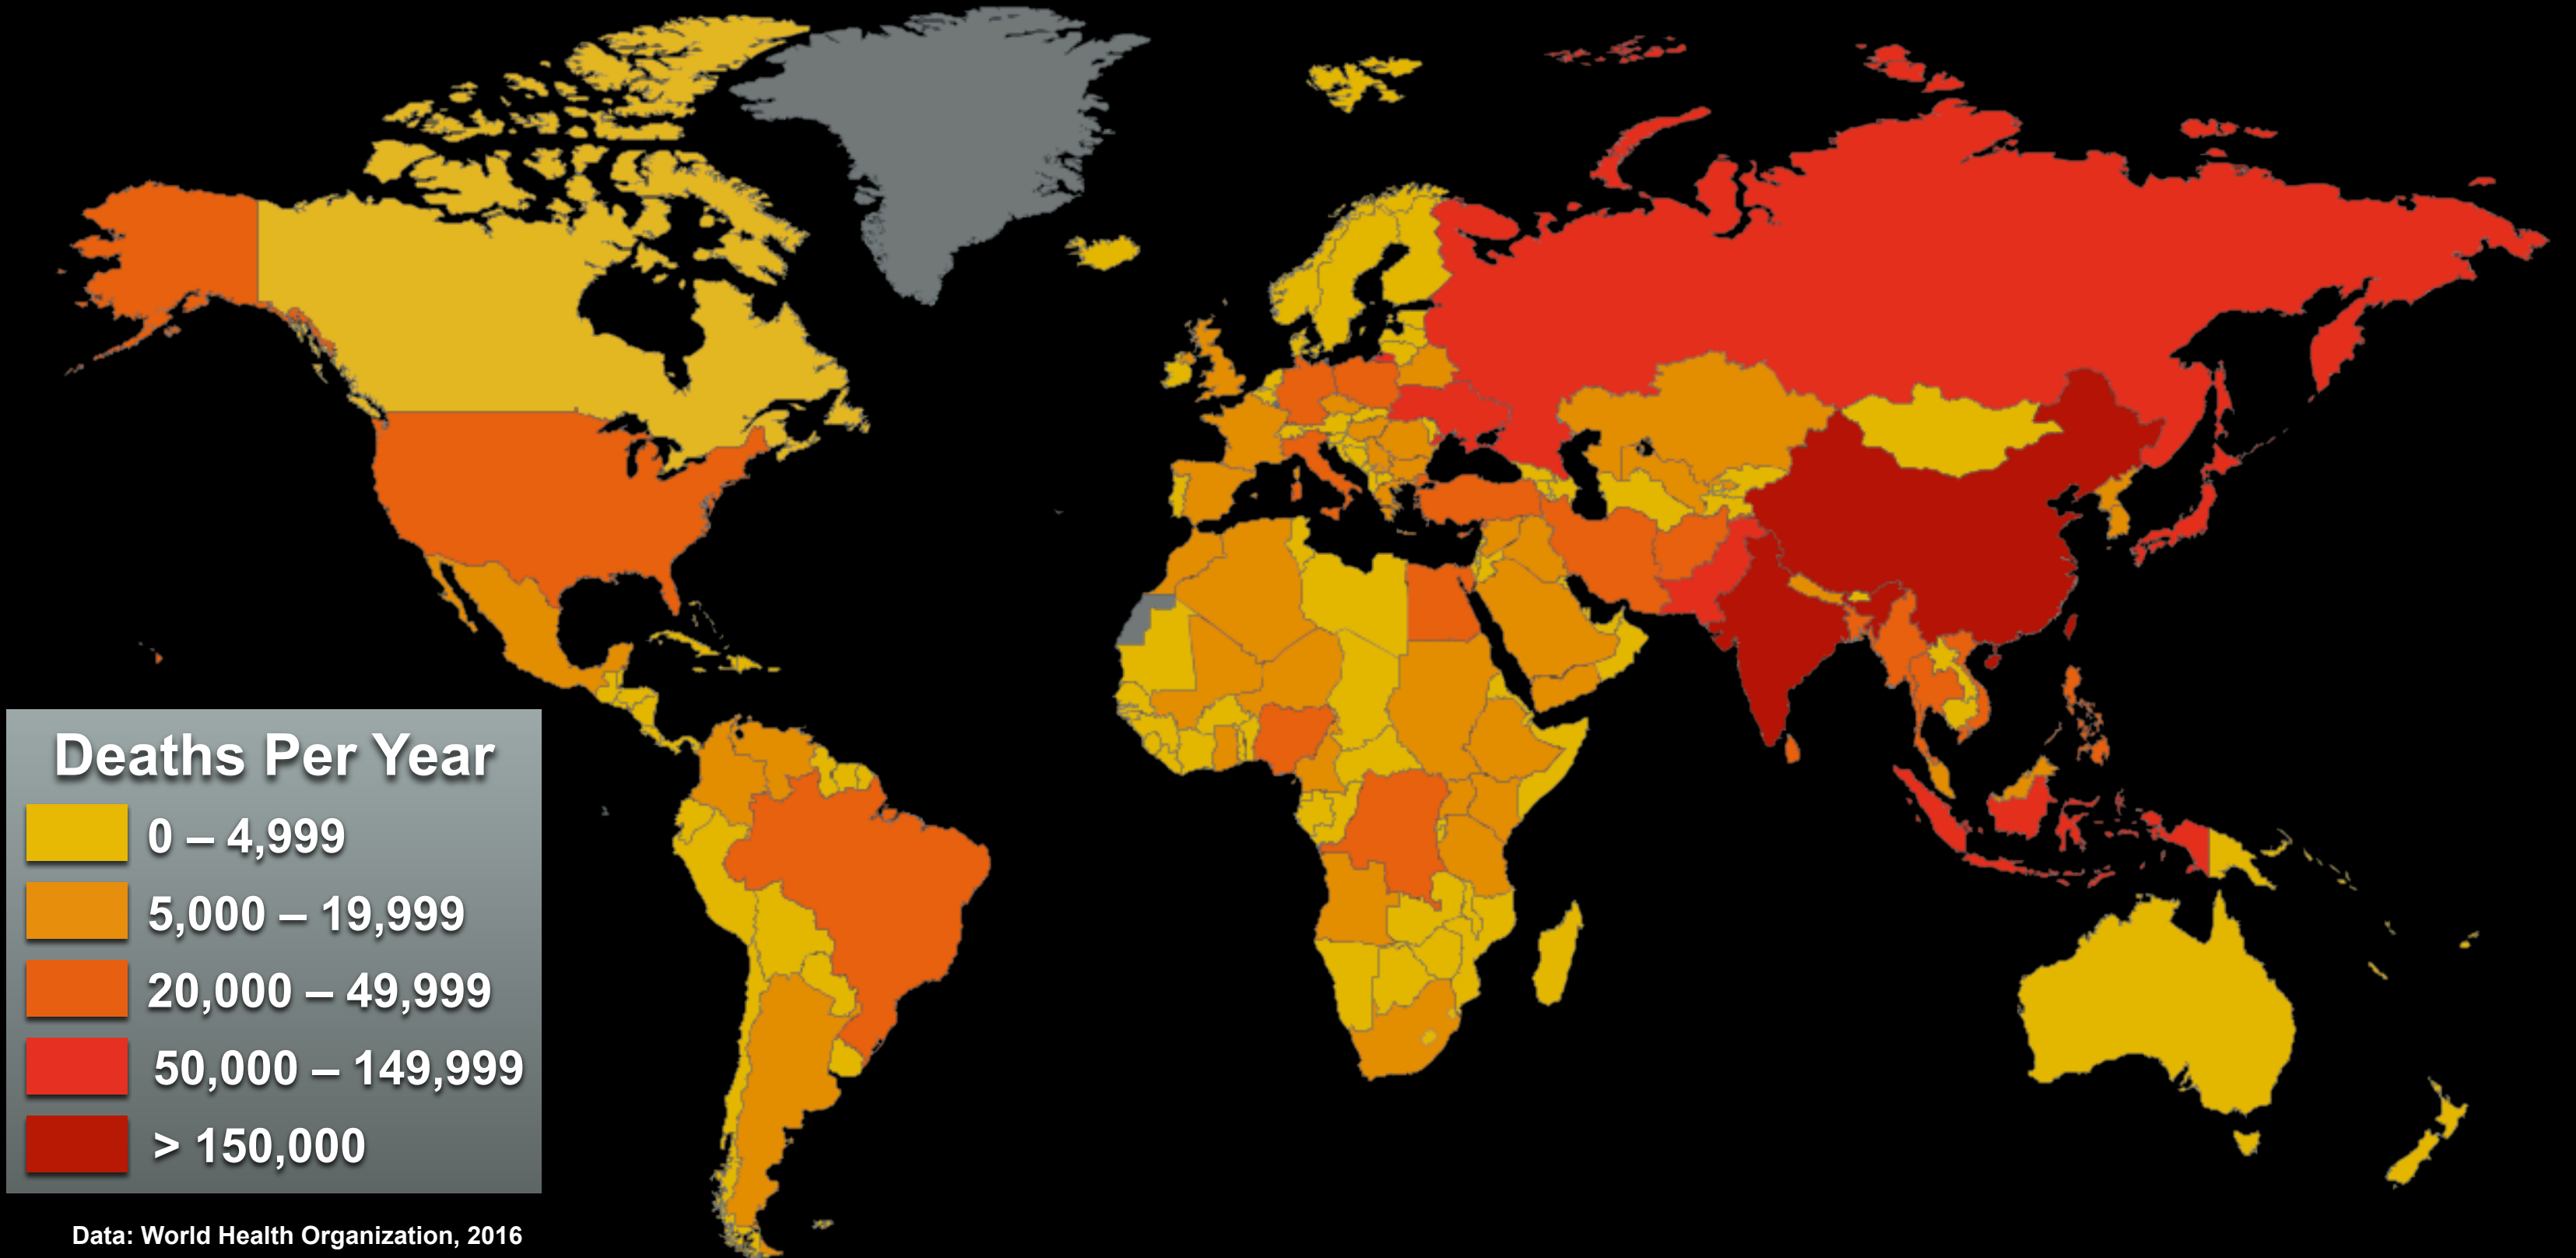 Deaths Per Year
0 – 4,999
5,000 – 19,999
20,000 – 49,999
50,000 – 149,999
> 150,000
Data: World Health Organization, 2016